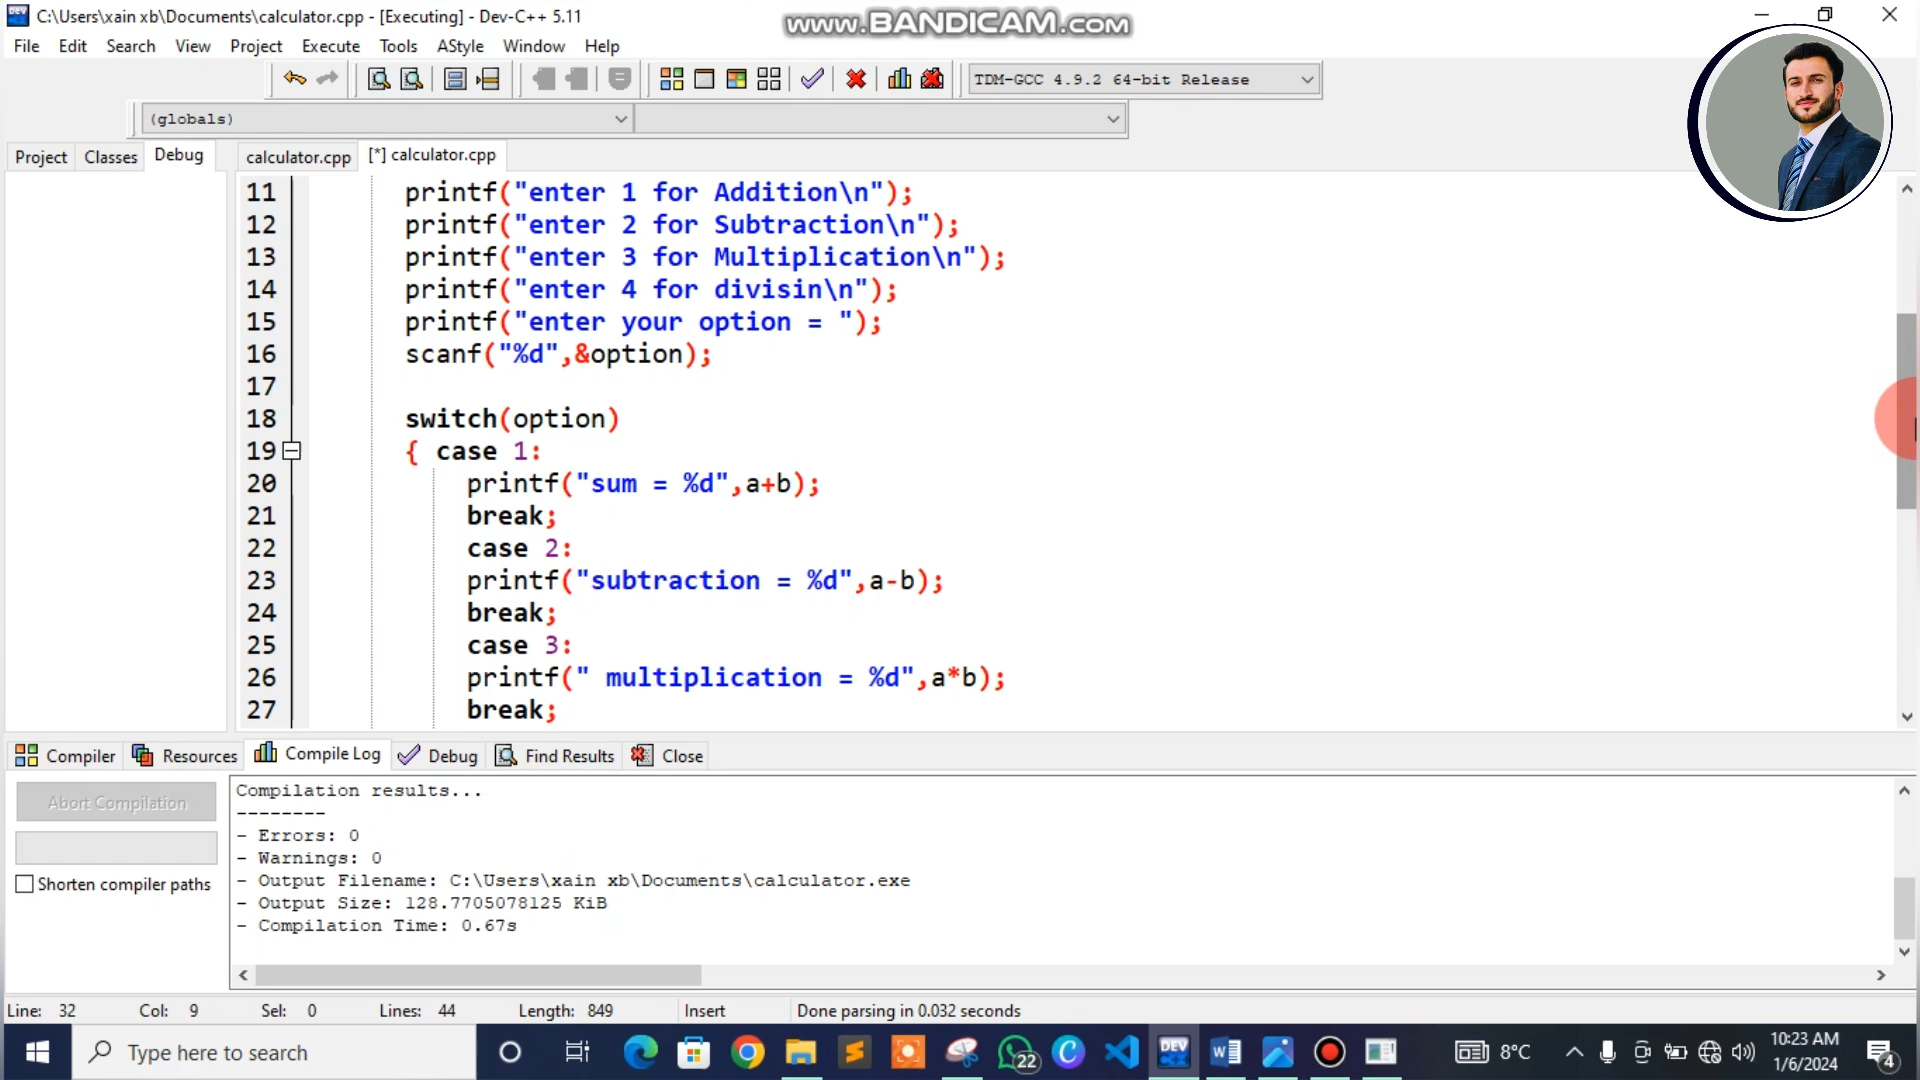 C:\Users\xain xb\Documents\calculator.cpp - [Executing] - Dev-C++ 5.11
www.BANDICAM.com
File Edit Search View Project Execute Tools AStyle Window Help
TDM-GCC 4.9.2 64-bit Release
(globals)
Project Classes Debug calculator.cpp [*] calculator.cpp
11 printf("enter 1 for Addition\n");
12 printf("enter 2 for Subtraction\n");
13 printf("enter 3 for Multiplication\n");
14 printf("enter 4 for divisin\n");
15 printf("enter your option = ");
16 scanf("%d",&option);
17
18 switch(option)
19 { case 1:
20 printf("sum = %d",a+b);
21 break;
22 case 2:
23 printf("subtraction = %d",a-b);
24 break;
25 case 3:
26 printf(" multiplication = %d",a*b);
27 break;
Compiler Resources Compile Log Debug Find Results Close
Abort Compilation
Shorten compiler paths
Compilation results...
--------
- Errors: 0
- Warnings: 0
- Output Filename: C:\Users\xain xb\Documents\calculator.exe
- Output Size: 128.7705078125 KiB
- Compilation Time: 0.67s
Line: 32 Col: 9 Sel: 0 Lines: 44 Length: 849 Insert Done parsing in 0.032 seconds
Type here to search
22
DEV
8°C
10:23 AM
1/6/2024
4